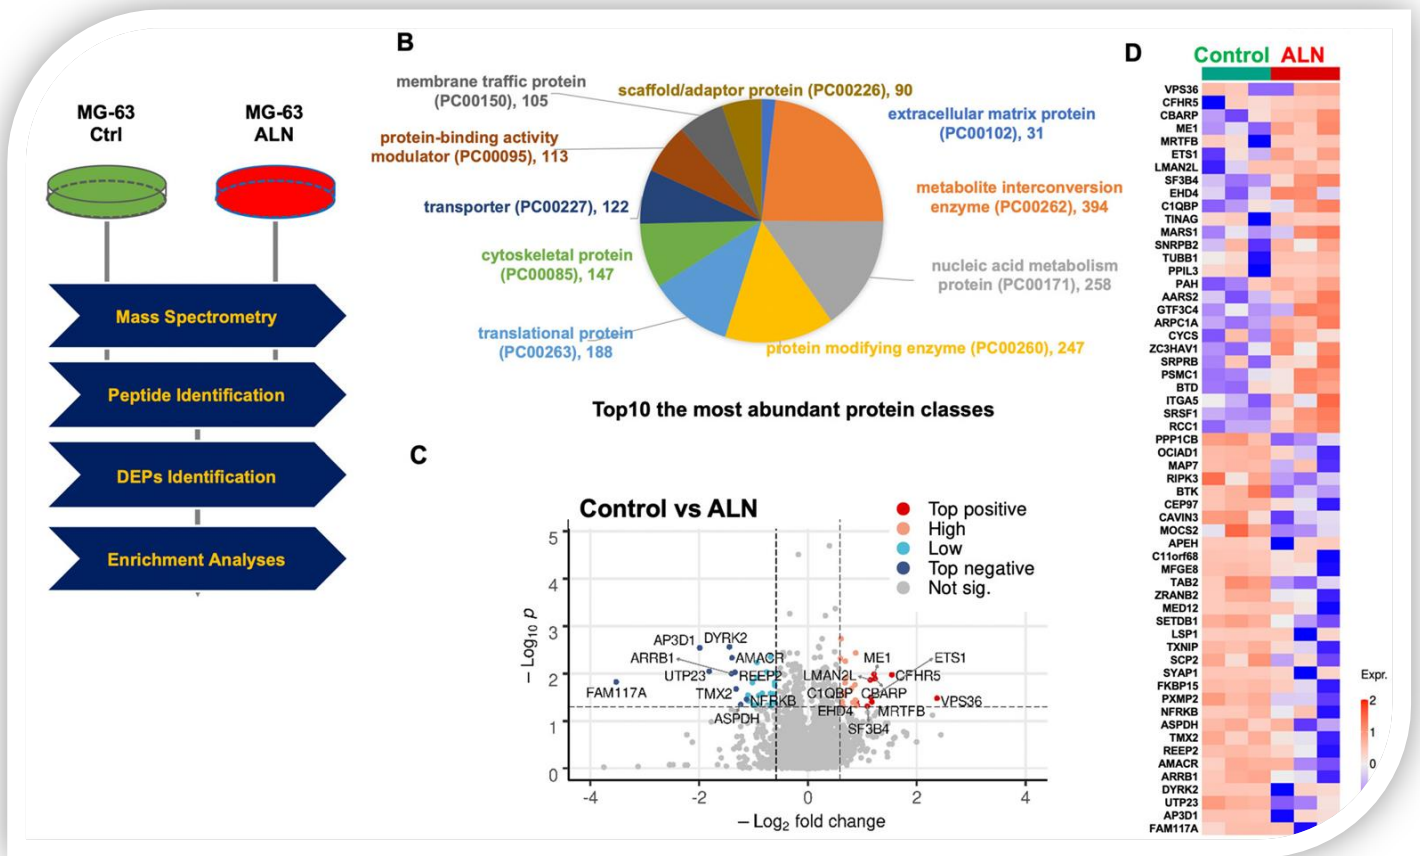 MG-63
Ctrl
MG-63
ALN
Mass Spectrometry
Peptide Identification
DEPs Identification
Enrichment Analyses
B
membrane traffic protein
(PC00150), 105
scaffold/adaptor protein (PC00226), 90
extracellular matrix protein
(PC00102), 31
protein-binding activity
modulator (PC00095), 113
metabolite interconversion
enzyme (PC00262), 394
transporter (PC00227), 122
cytoskeletal protein
(PC00085), 147
nucleic acid metabolism
protein (PC00171), 258
translational protein
(PC00263), 188
protein modifying enzyme (PC00260), 247
Top10 the most abundant protein classes
C
Control vs ALN
Top positive
High
Low
Top negative
Not sig.
– Log10 p
5
4
3
2
1
0
AP3D1
DYRK2
ARRB1
AMACR
UTP23
REEP2
FAM117A
TMX2
NFRKB
ASPDH
ME1
ETS1
LMAN2L
CFHR5
C1QBP
CBARP
VPS36
EHD4
MRTFB
SF3B4
-4
-2
0
2
4
– Log2 fold change
D
Control
ALN
VPS36
CFHR5
CBARP
ME1
MRTFB
ETS1
LMAN2L
SF3B4
EHD4
C1QBP
TINAG
MARS1
SNRPB2
TUBB1
PPIL3
PAH
AARS2
GTF3C4
ARPC1A
CYCS
ZC3HAV1
SRPRB
PSMC1
BTD
ITGA5
SRSF1
RCC1
PPP1CB
OCIAD1
MAP7
RIPK3
BTK
CEP97
CAVIN3
MOCS2
APEH
C11orf68
MFGE8
TAB2
ZRANB2
MED12
SETDB1
LSP1
TXNIP
SCP2
SYAP1
FKBP15
PXMP2
NFRKB
ASPDH
TMX2
REEP2
AMACR
ARRB1
DYRK2
UTP23
AP3D1
FAM117A
Expr.
2
1
0